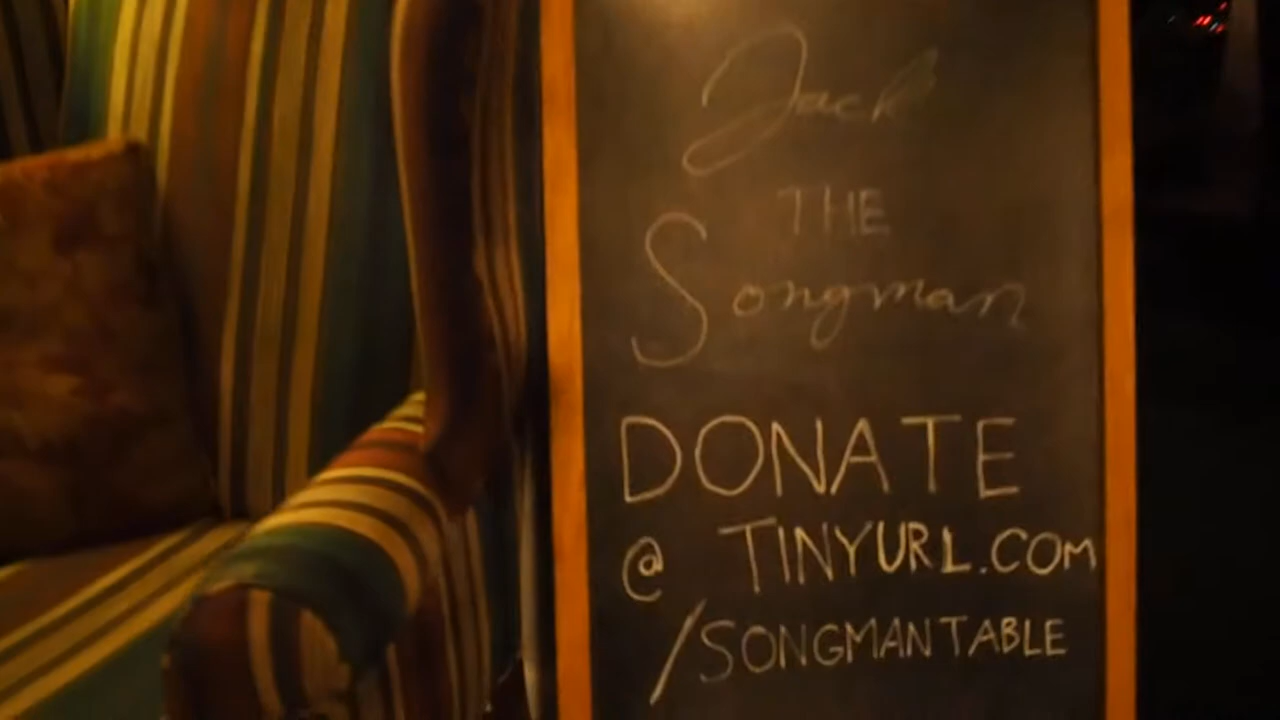 Jack
THE
Songman
DONATE
@ TINYURL.COM
/SONGMANTABLE